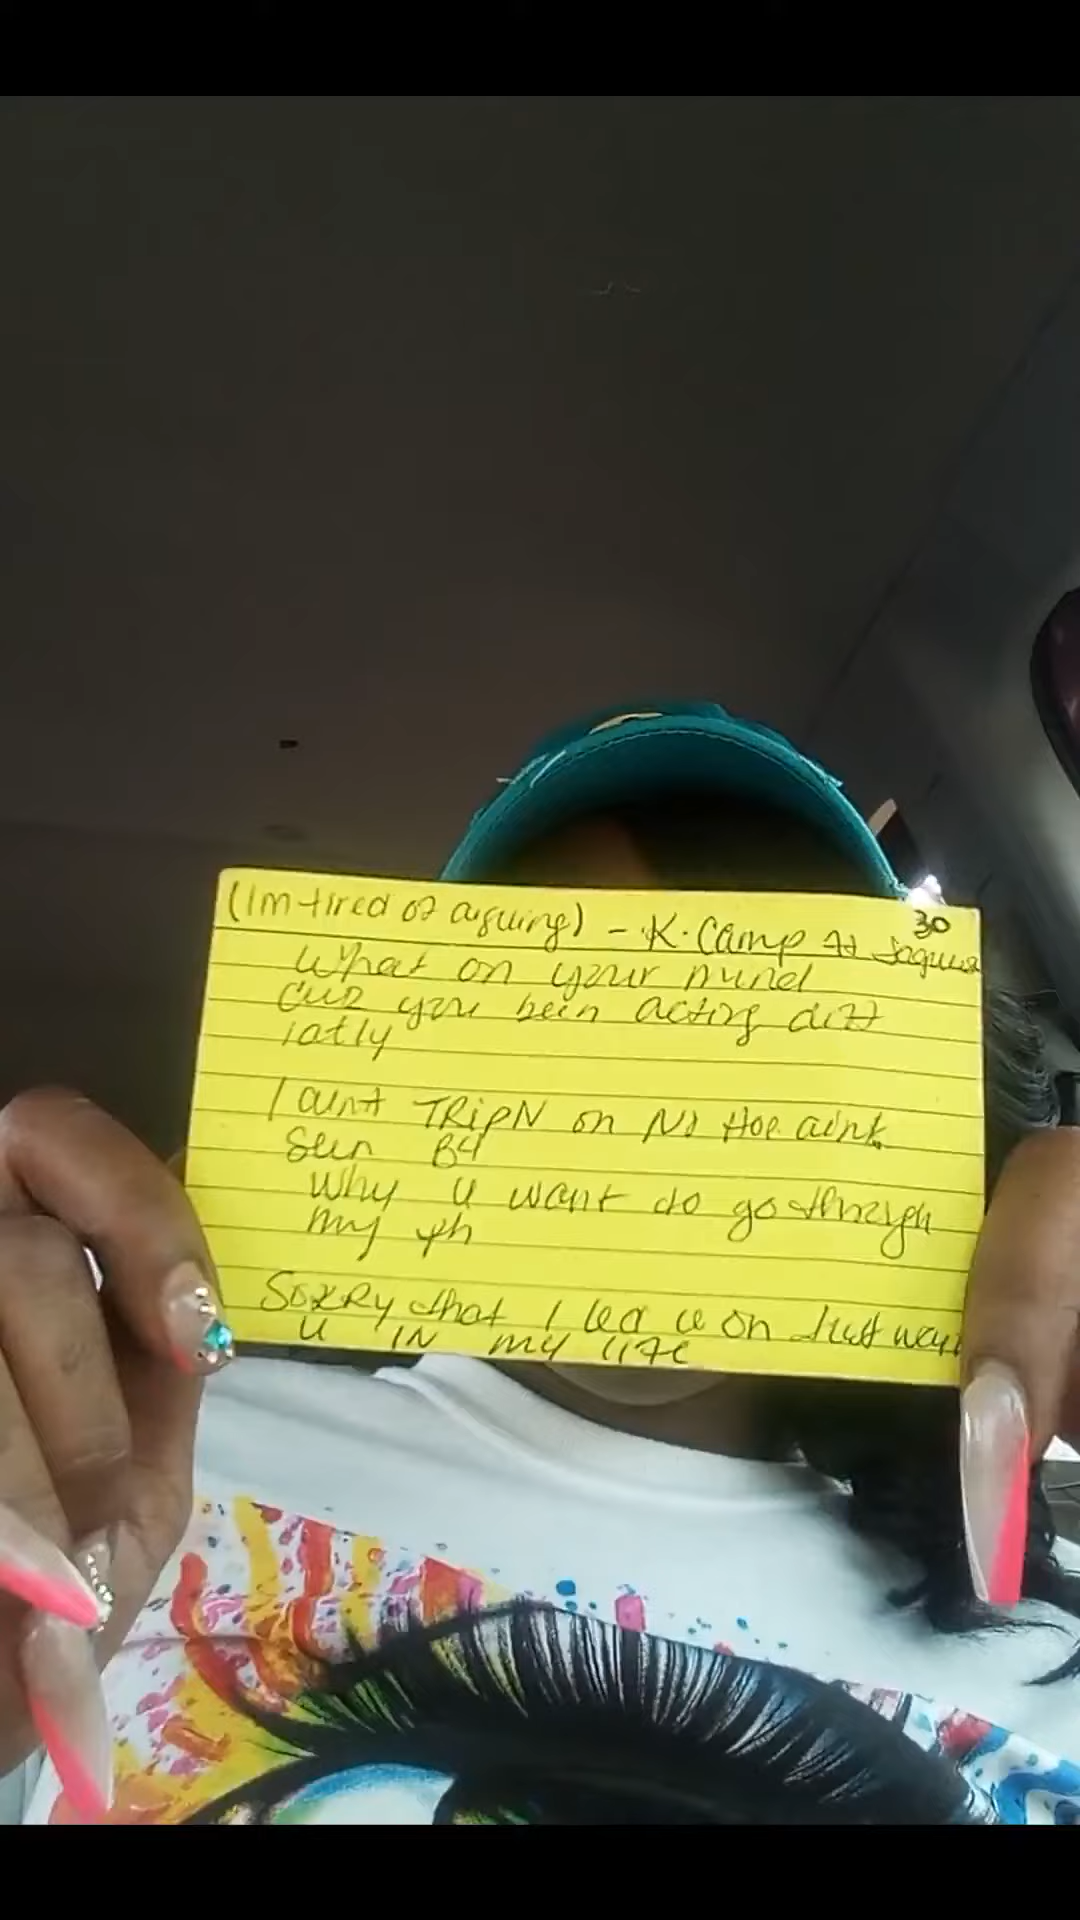 30
(Im tired of arguing) - K. Camp ft Jaquees
What on your mind
cuz you been acting diff
latly
I aint TRIPN on No Hoe aint
seen B4
Why u want to go through
my ph
SoRRy that I led u on Just want
u IN my life